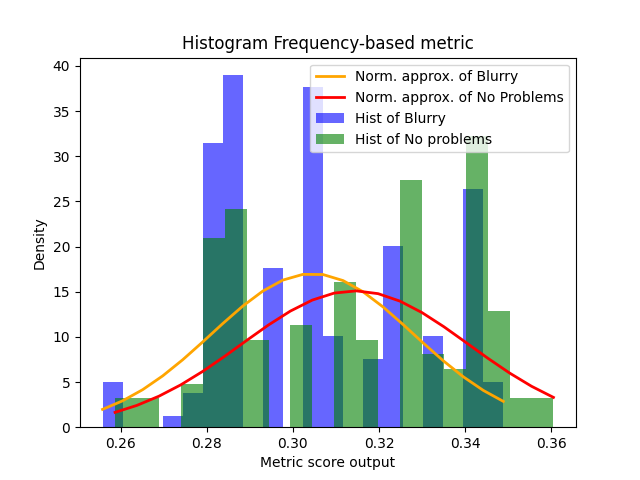 Histogram Frequency-based metric
Norm. approx. of Blurry
Norm. approx. of No Problems
Hist of Blurry
Hist of No problems
40
35
30
25
20
15
10
5
0
Density
0.26 0.28 0.30 0.32 0.34 0.36
Metric score output